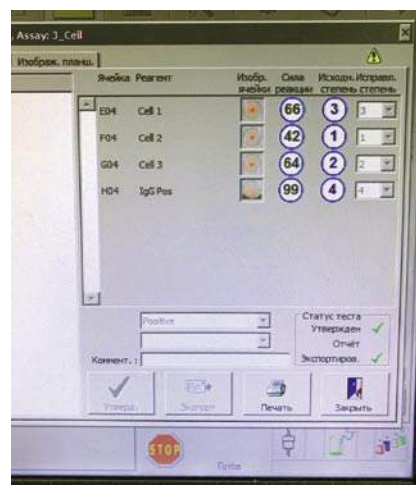 Assay: 3_Cell
Изображ. планш.
Ячейка Реагент Изобр. ячейки Сила реакции Исходн. степень Исправл. степень
E04 Cell 1 66 3 3
F04 Cell 2 42 1 1
G04 Cell 3 64 2 2
H04 IgG Pos 99 4 4
Positive
Статус теста
Утвержден
Отчёт
Коммент. :
Экспортиров.
Утверд. Экспорт Печать Закрыть
STOP
Готов